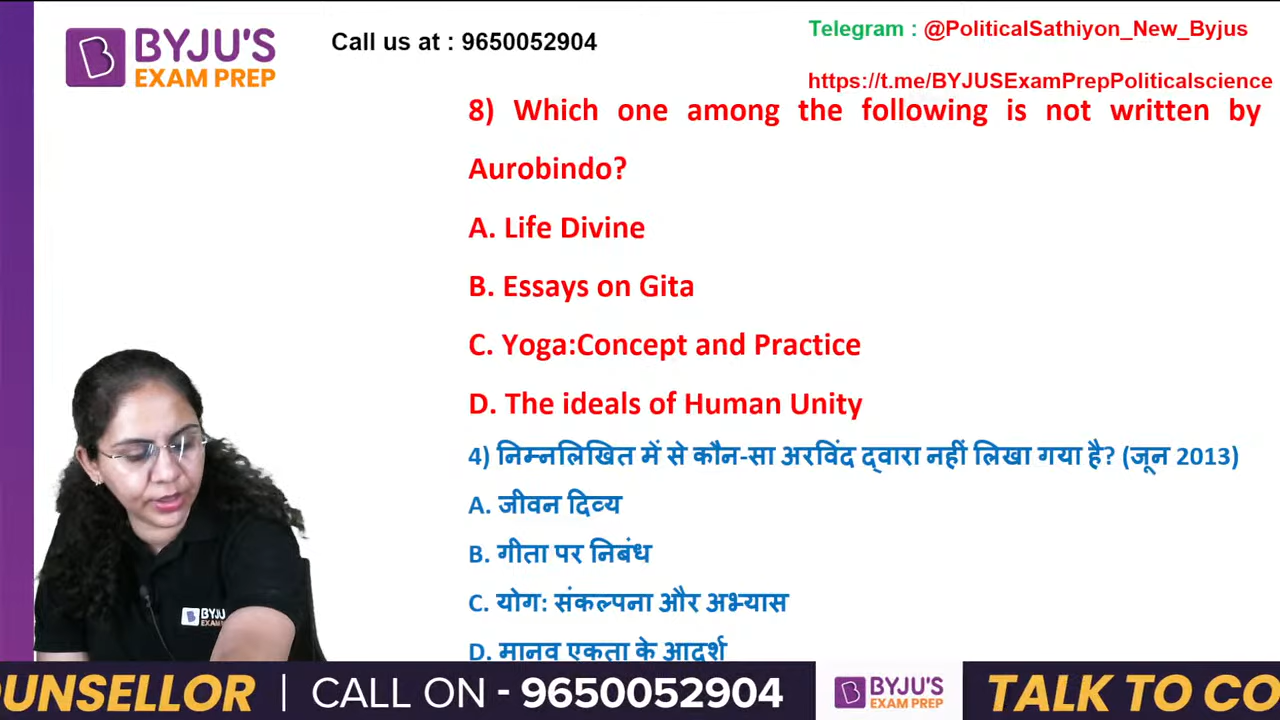 BYJU'S
EXAM PREP
Call us at : 9650052904
Telegram : @PoliticalSathiyon_New_Byjus
https://t.me/BYJUSExamPrepPoliticalscience
8) Which one among the following is not written by
Aurobindo?
A. Life Divine
B. Essays on Gita
C. Yoga:Concept and Practice
D. The ideals of Human Unity
4) निम्नलिखित में से कौन-सा अरविंद द्वारा नहीं लिखा गया है? (जून 2013)
A. जीवन दिव्य
B. गीता पर निबंध
C. योग: संकल्पना और अभ्यास
D. मानव एकता के आदर्श
BYJU
EXAM
OUNSELLOR | CALL ON - 9650052904
BYJU'S
EXAM PREP
TALK TO CO